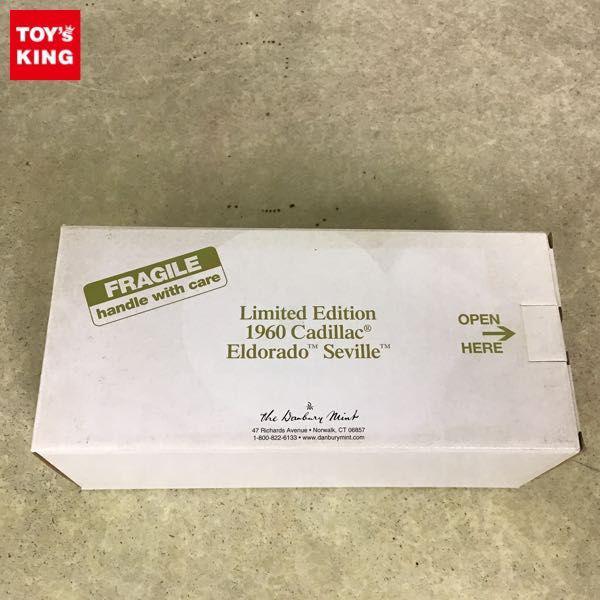 TOY's
KING
FRAGILE
handle with care
Limited Edition
1960 Cadillac®
Eldorado™ Seville™
OPEN
HERE
the Danbury Mint
47 Richards Avenue • Norwalk, CT 06857
1-800-822-6133 • www.danburymint.com